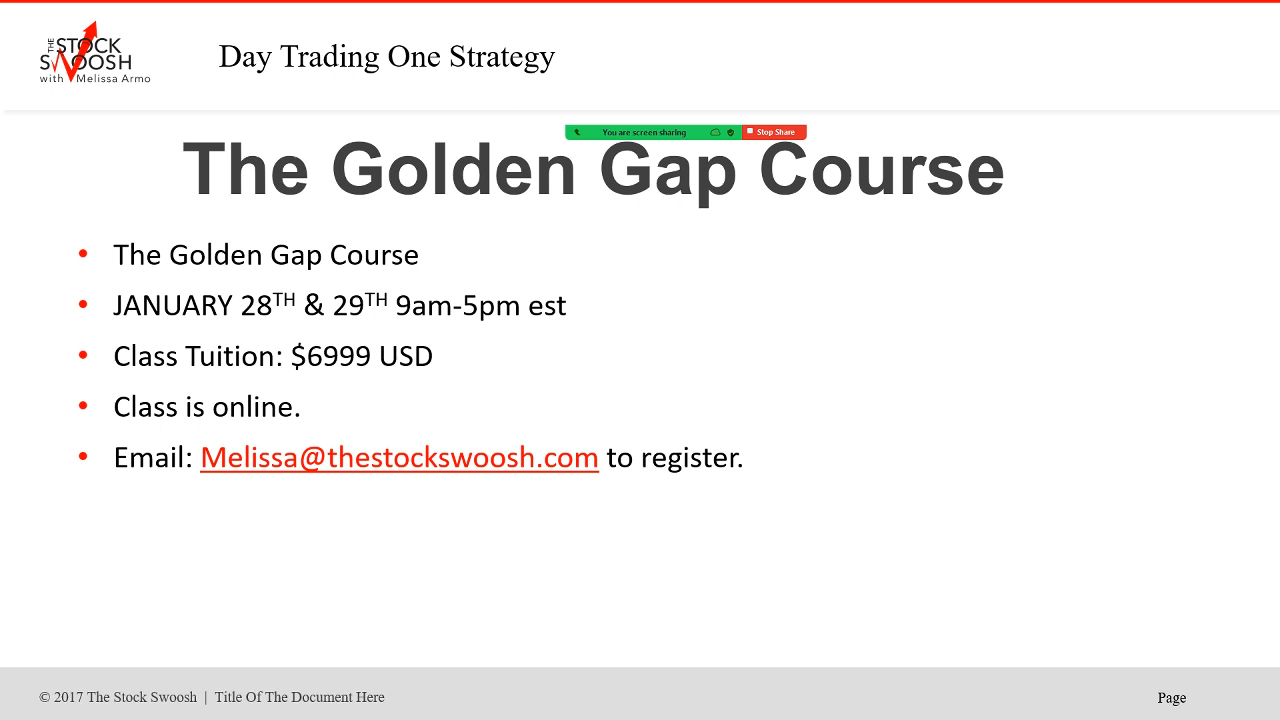 THE STOCK
SWOOSH
with Melissa Armo
Day Trading One Strategy
You are screen sharing
Stop Share
The Golden Gap Course
• The Golden Gap Course
• JANUARY 28TH & 29TH 9am-5pm est
• Class Tuition: $6999 USD
• Class is online.
• Email: Melissa@thestockswoosh.com to register.
© 2017 The Stock Swoosh | Title Of The Document Here
Page